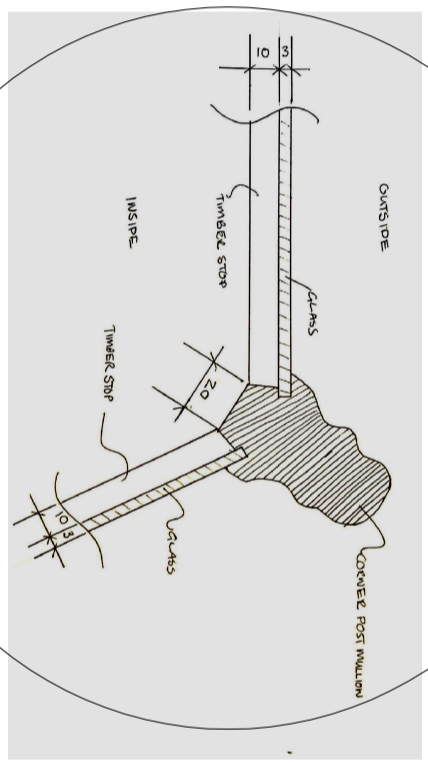 10
3
OUTSIDE
GLASS
TIMBER STOP
INSIDE
20
TIMBER STOP
10
3
GLASS
CORNER POST MULLION